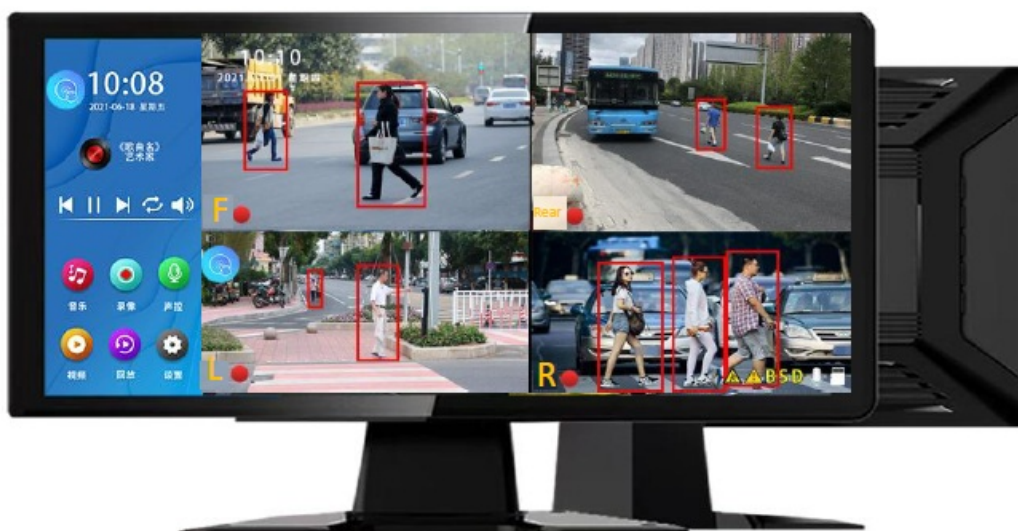 10:08
2021-06-18 星期五
《歌曲名》
艺术家
音乐
录像
声控
视频
回放
设置
10:10
F
Rear
L
R
BSD